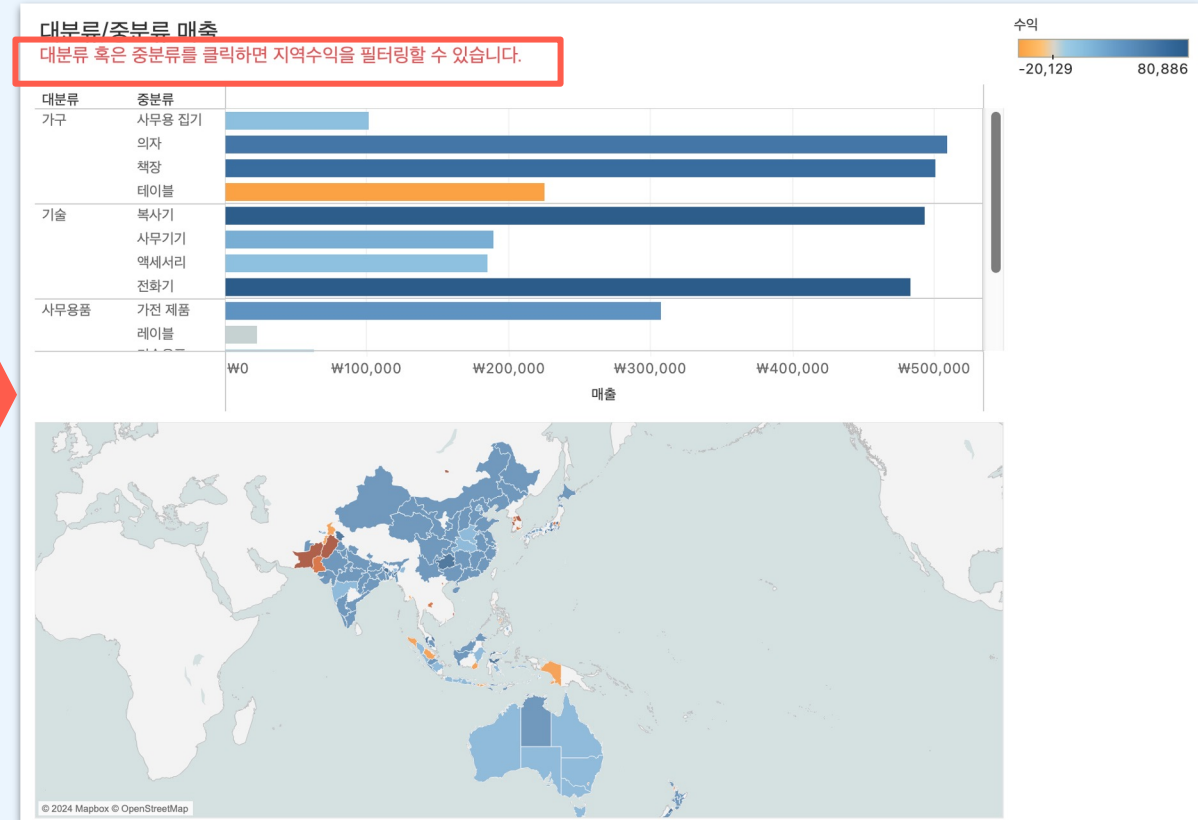 대분류/중분류 매출
대분류 혹은 중분류를 클릭하면 지역수익을 필터링할 수 있습니다.
수익
-20,129 80,886
대분류 중분류
가구 사무용 집기
의자
책장
테이블
기술 복사기
사무기기
액세서리
전화기
사무용품 가전 제품
레이블
₩0 ₩100,000 ₩200,000 ₩300,000 ₩400,000 ₩500,000
매출
© 2024 Mapbox © OpenStreetMap